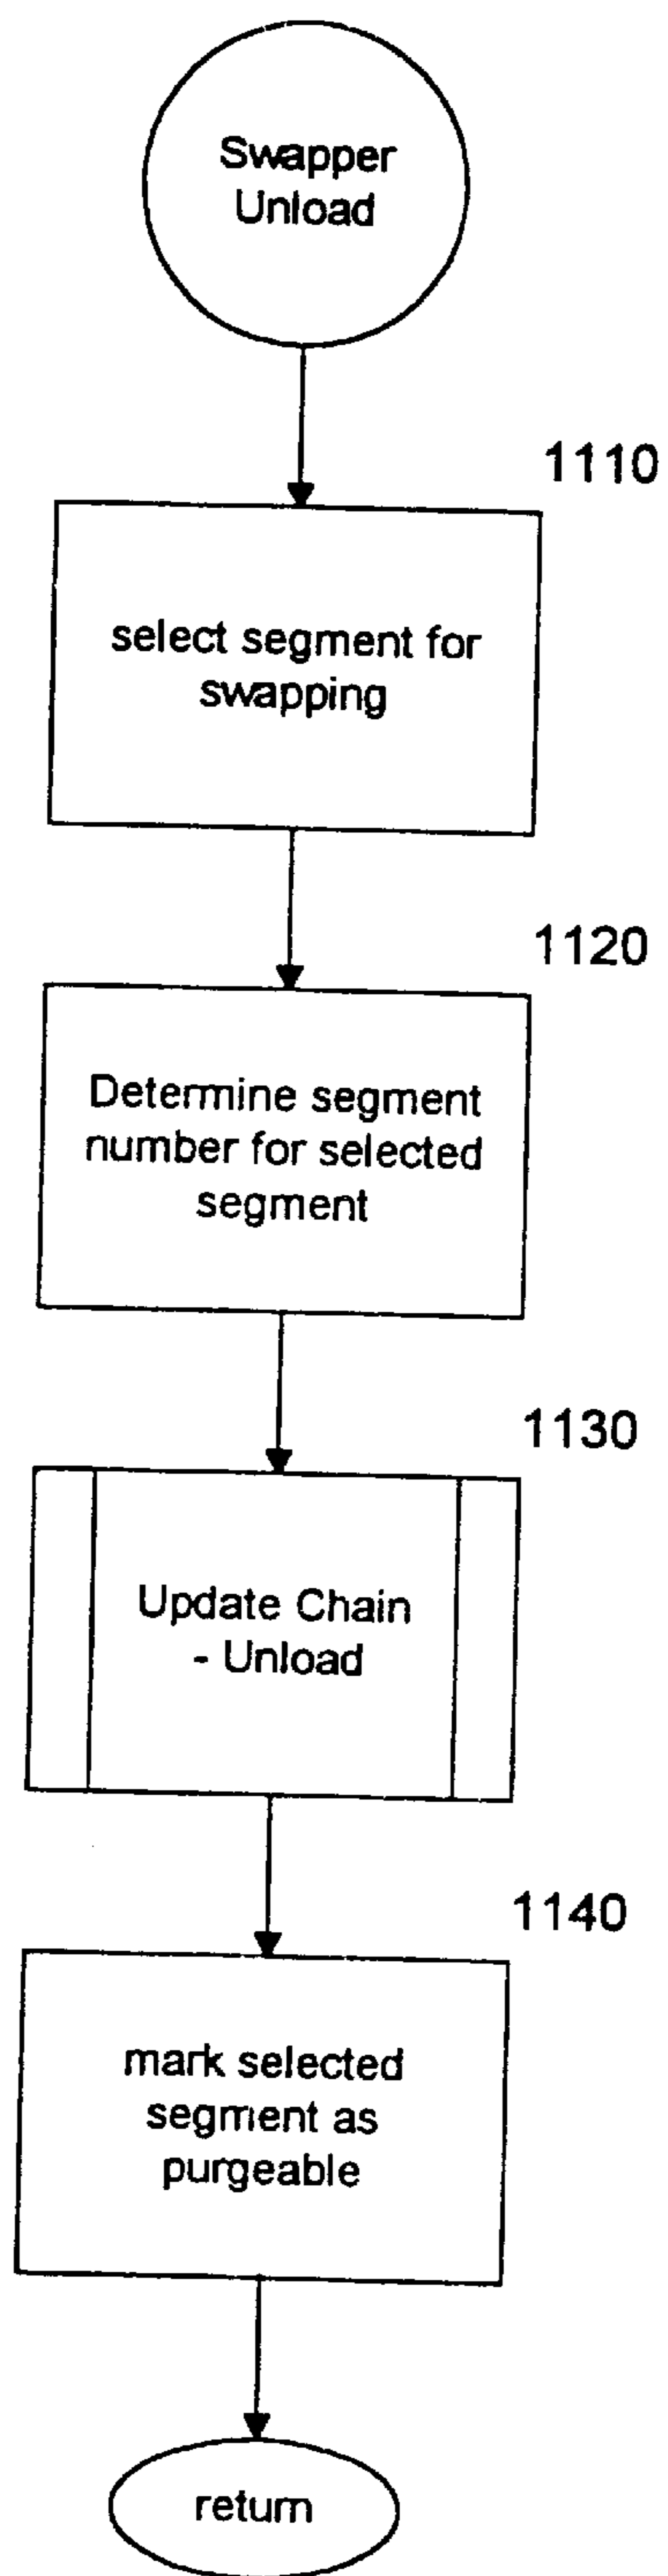 Swapper
Unload
1110
select segment for
swapping
1120
Determine segment
number for selected
segment
1130
Update Chain
- Unload
1140
mark selected
segment as
purgeable
return